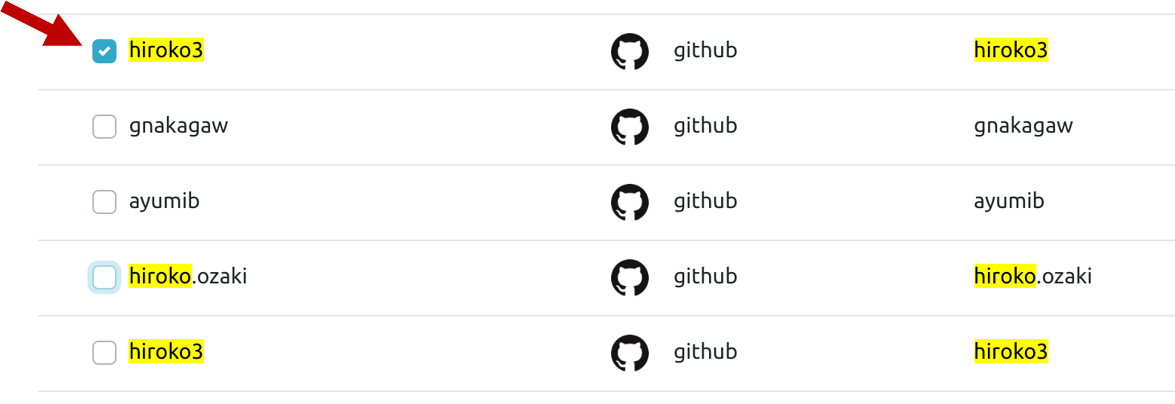 hiroko3 github hiroko3
gnakagaw github gnakagaw
ayumib github ayumib
hiroko.ozaki github hiroko.ozaki
hiroko3 github hiroko3